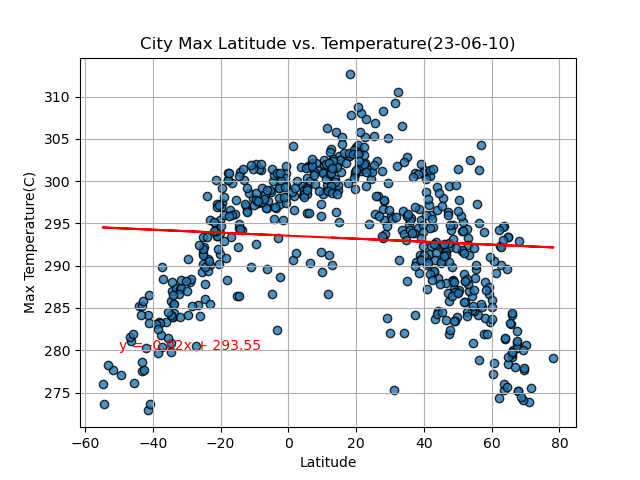 City Max Latitude vs. Temperature(23-06-10)
Max Temperature(C)
310
305
300
295
290
285
280
275
y = -0.02x + 293.55
−60 −40 −20 0 20 40 60 80
Latitude